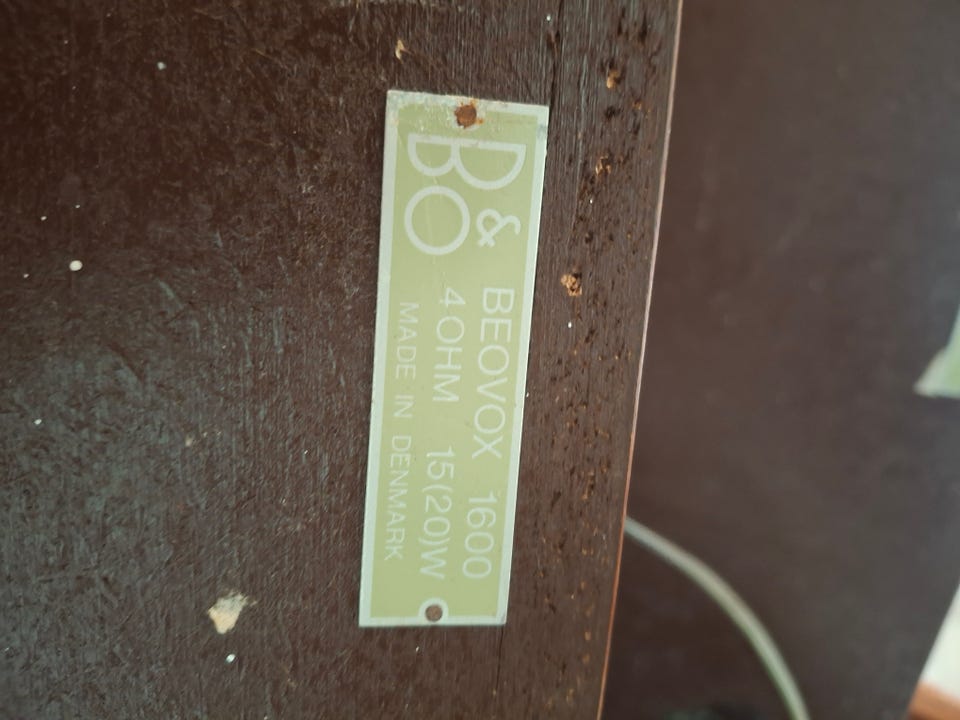 B&O
BEOVOX 1600
4 OHM 15(20)W
MADE IN DENMARK